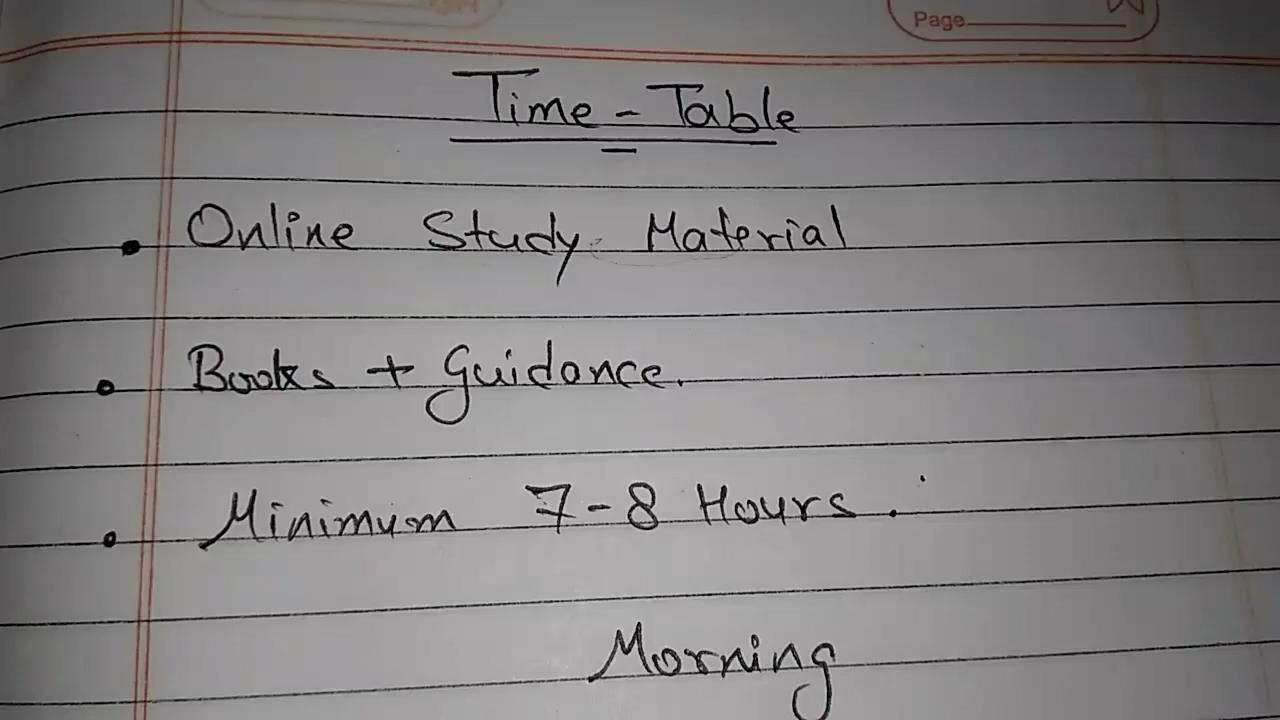 Page
Time - Table
• Online Study Material
• Books + Guidance.
• Minimum 7-8 Hours.
Morning